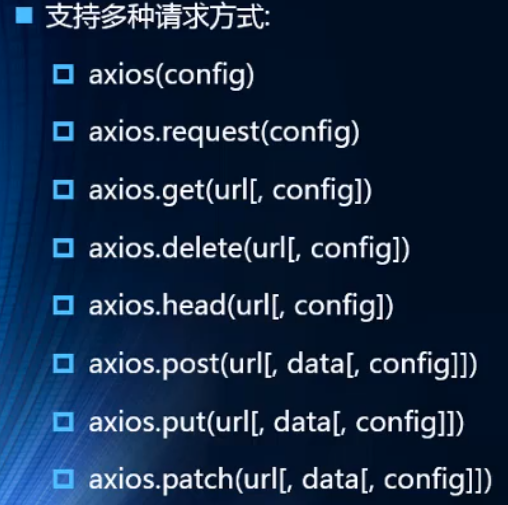 支持多种请求方式:
axios(config)
axios.request(config)
axios.get(url[, config])
axios.delete(url[, config])
axios.head(url[, config])
axios.post(url[, data[, config]])
axios.put(url[, data[, config]])
axios.patch(url[, data[, config]])